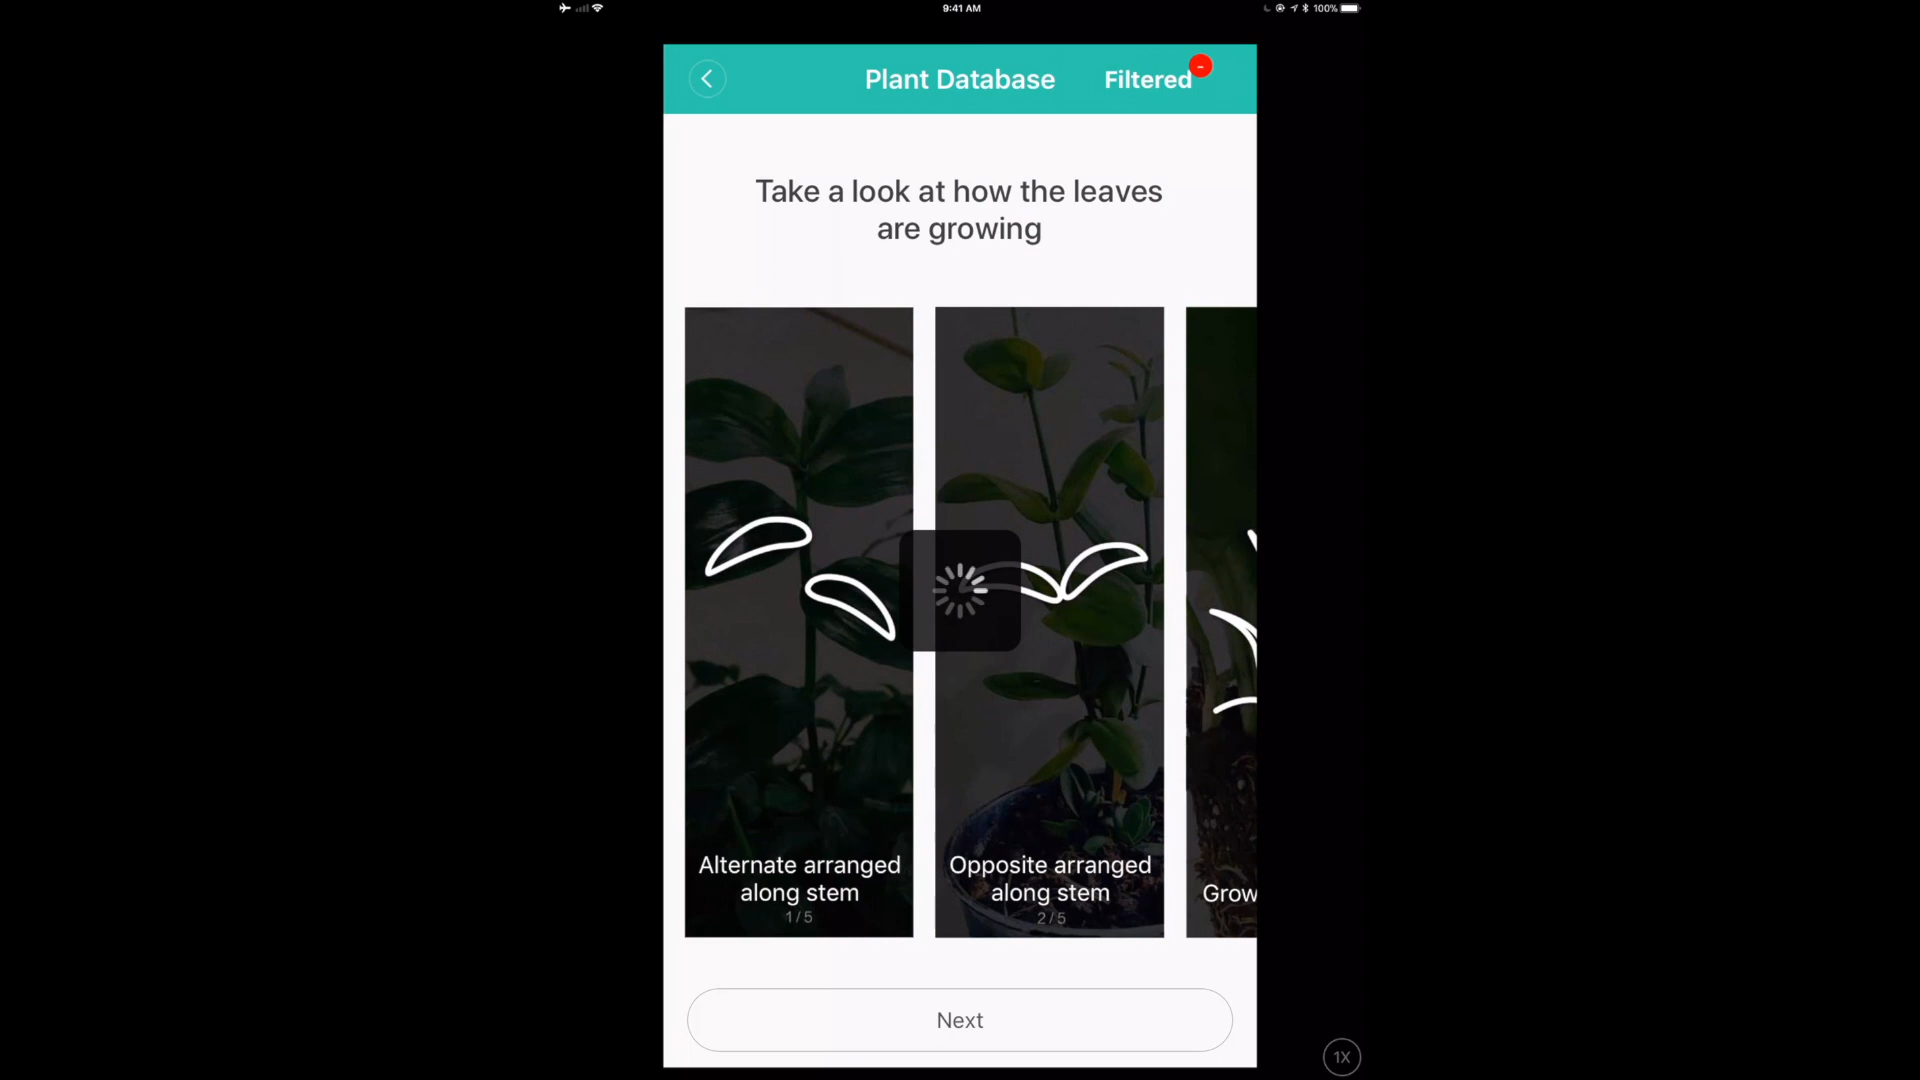 9:41 AM
100%
Plant Database
Filtered
-
Take a look at how the leaves
are growing
Alternate arranged
along stem
1/5
Opposite arranged
along stem
2/5
Grow
Next
1X